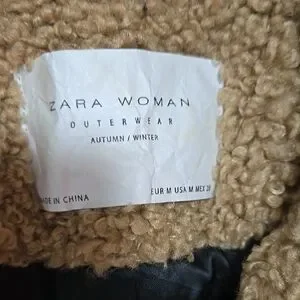 ZARA WOMAN
OUTERWEAR
AUTUMN / WINTER
MADE IN CHINA
EUR M USA M MEX 28